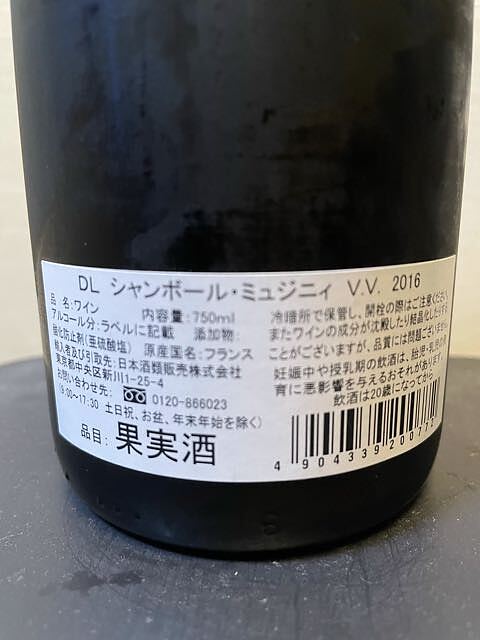 DL シャンボール・ミュジニィ V.V. 2016
品 名:ワイン 内容量:750ml
アルコール分:ラベルに記載 添加物:
酸化防止剤(亜硫酸塩) 原産国名:フランス
輸入者及び引取先:日本酒類販売株式会社
東京都中央区新川1-25-4
お問い合わせ先: 0120-866023
(9:00~17:30 土日祝、お盆、年末年始を除く)
品目: 果実酒
冷暗所で保管し、開栓の際はご注意ください。
またワインの成分が沈殿したり結晶化したりする
ことがございますが、品質には問題ございません。
妊娠中や授乳期の飲酒は、胎児・乳児の発
育に悪影響を与えるおそれがあります。
飲酒は20歳になってから。
4 904339 200772